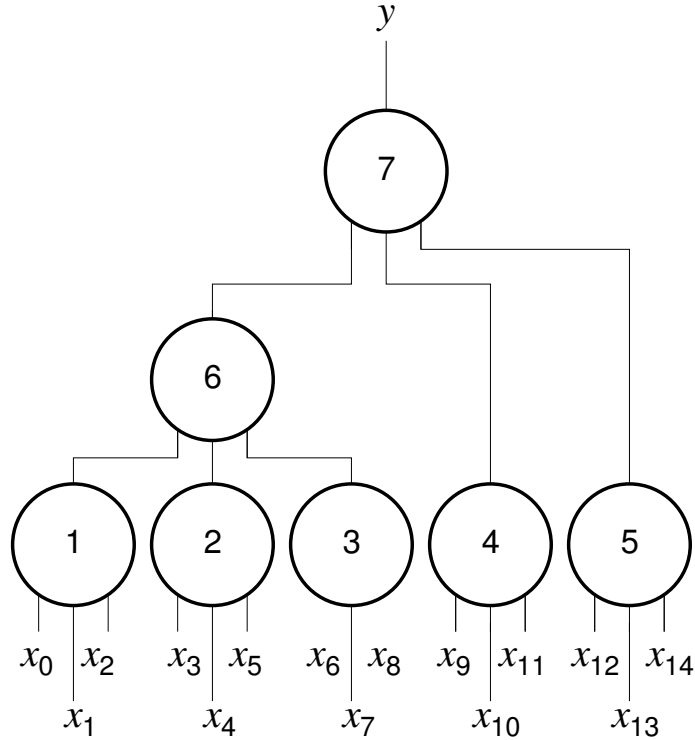 y
7
6
1 2 3 4 5
x₀ x₂ x₃ x₅ x₆ x₈ x₉ x₁₁ x₁₂ x₁₄
x₁ x₄ x₇ x₁₀ x₁₃